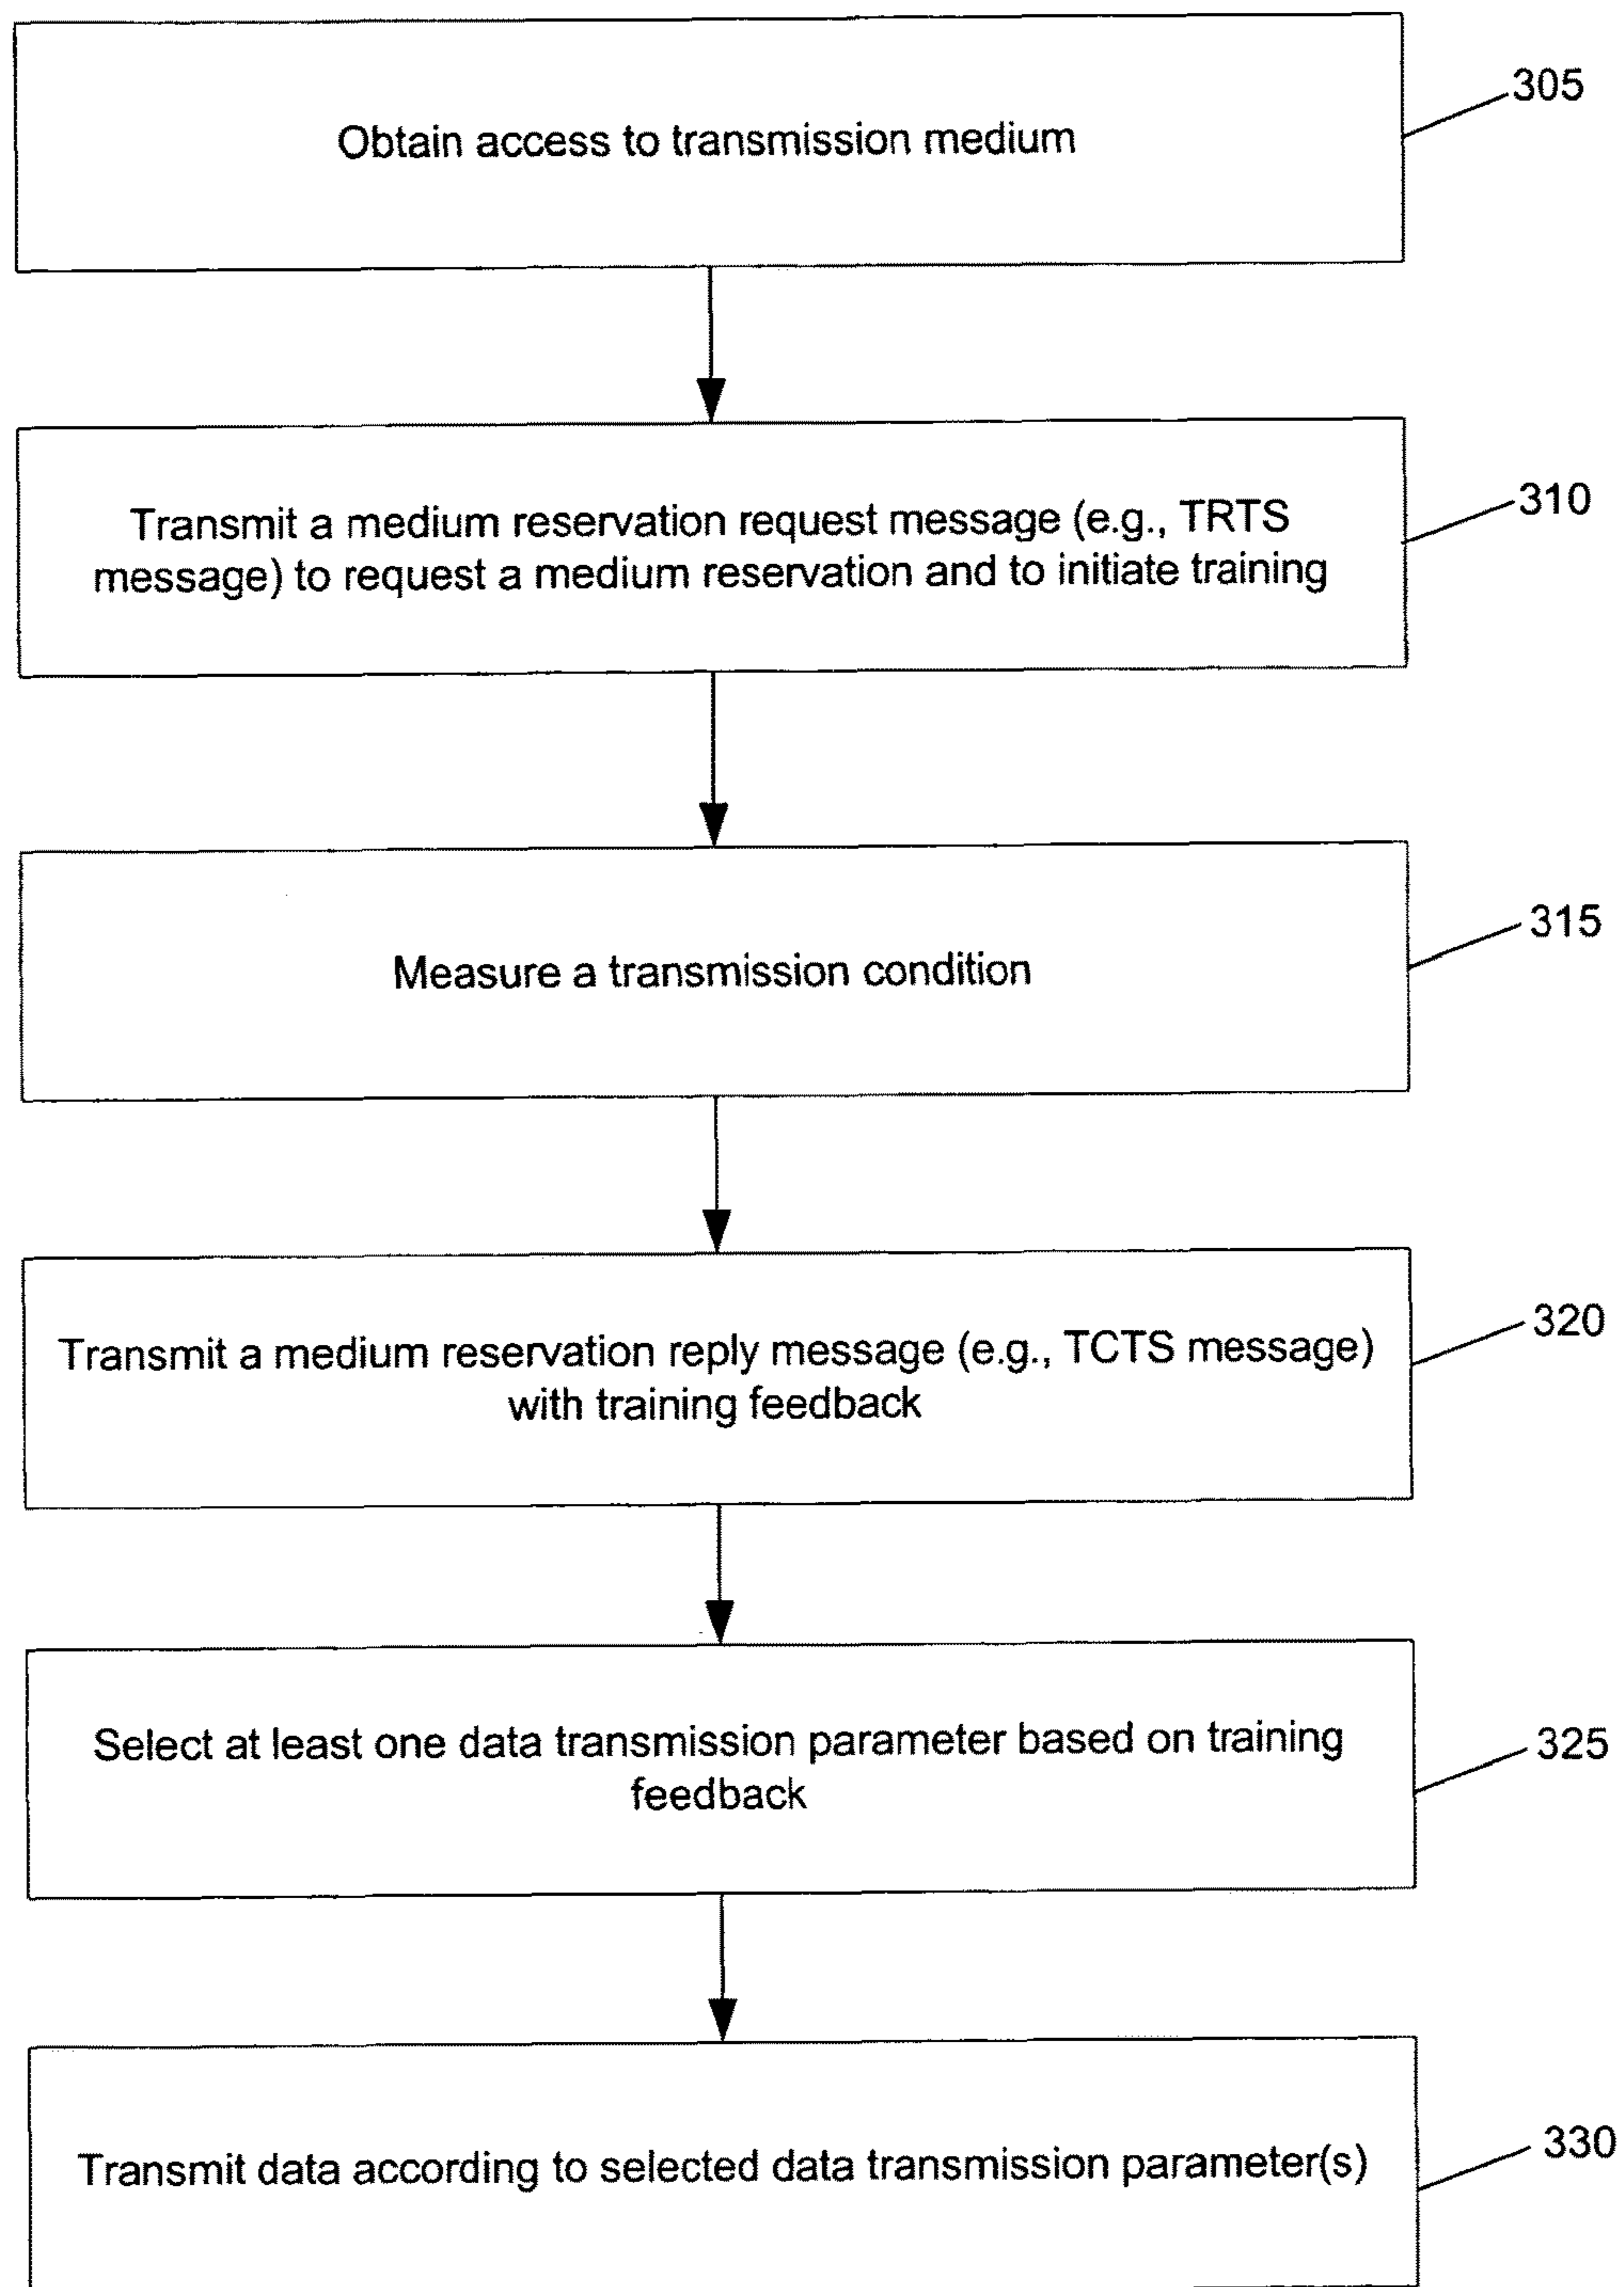 Obtain access to transmission medium
305
Transmit a medium reservation request message (e.g., TRTS
message) to request a medium reservation and to initiate training
310
Measure a transmission condition
315
Transmit a medium reservation reply message (e.g., TCTS message)
with training feedback
320
Select at least one data transmission parameter based on training
feedback
325
Transmit data according to selected data transmission parameter(s)
330